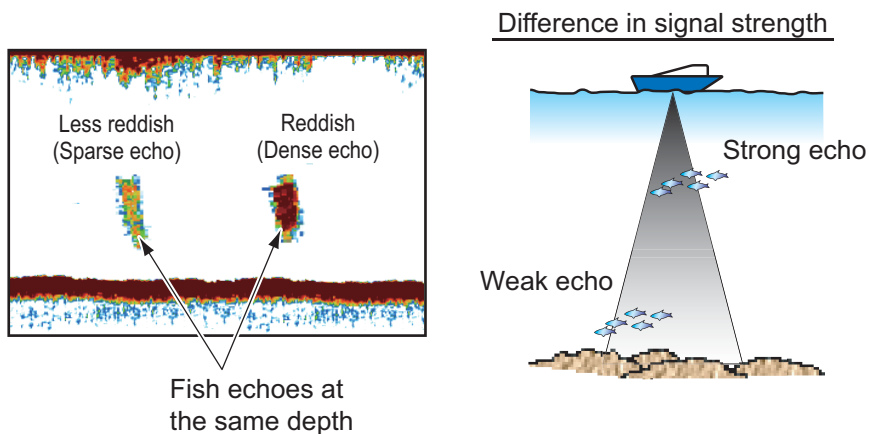 Difference in signal strength
Less reddish
(Sparse echo)
Reddish
(Dense echo)
Fish echoes at
the same depth
Strong echo
Weak echo